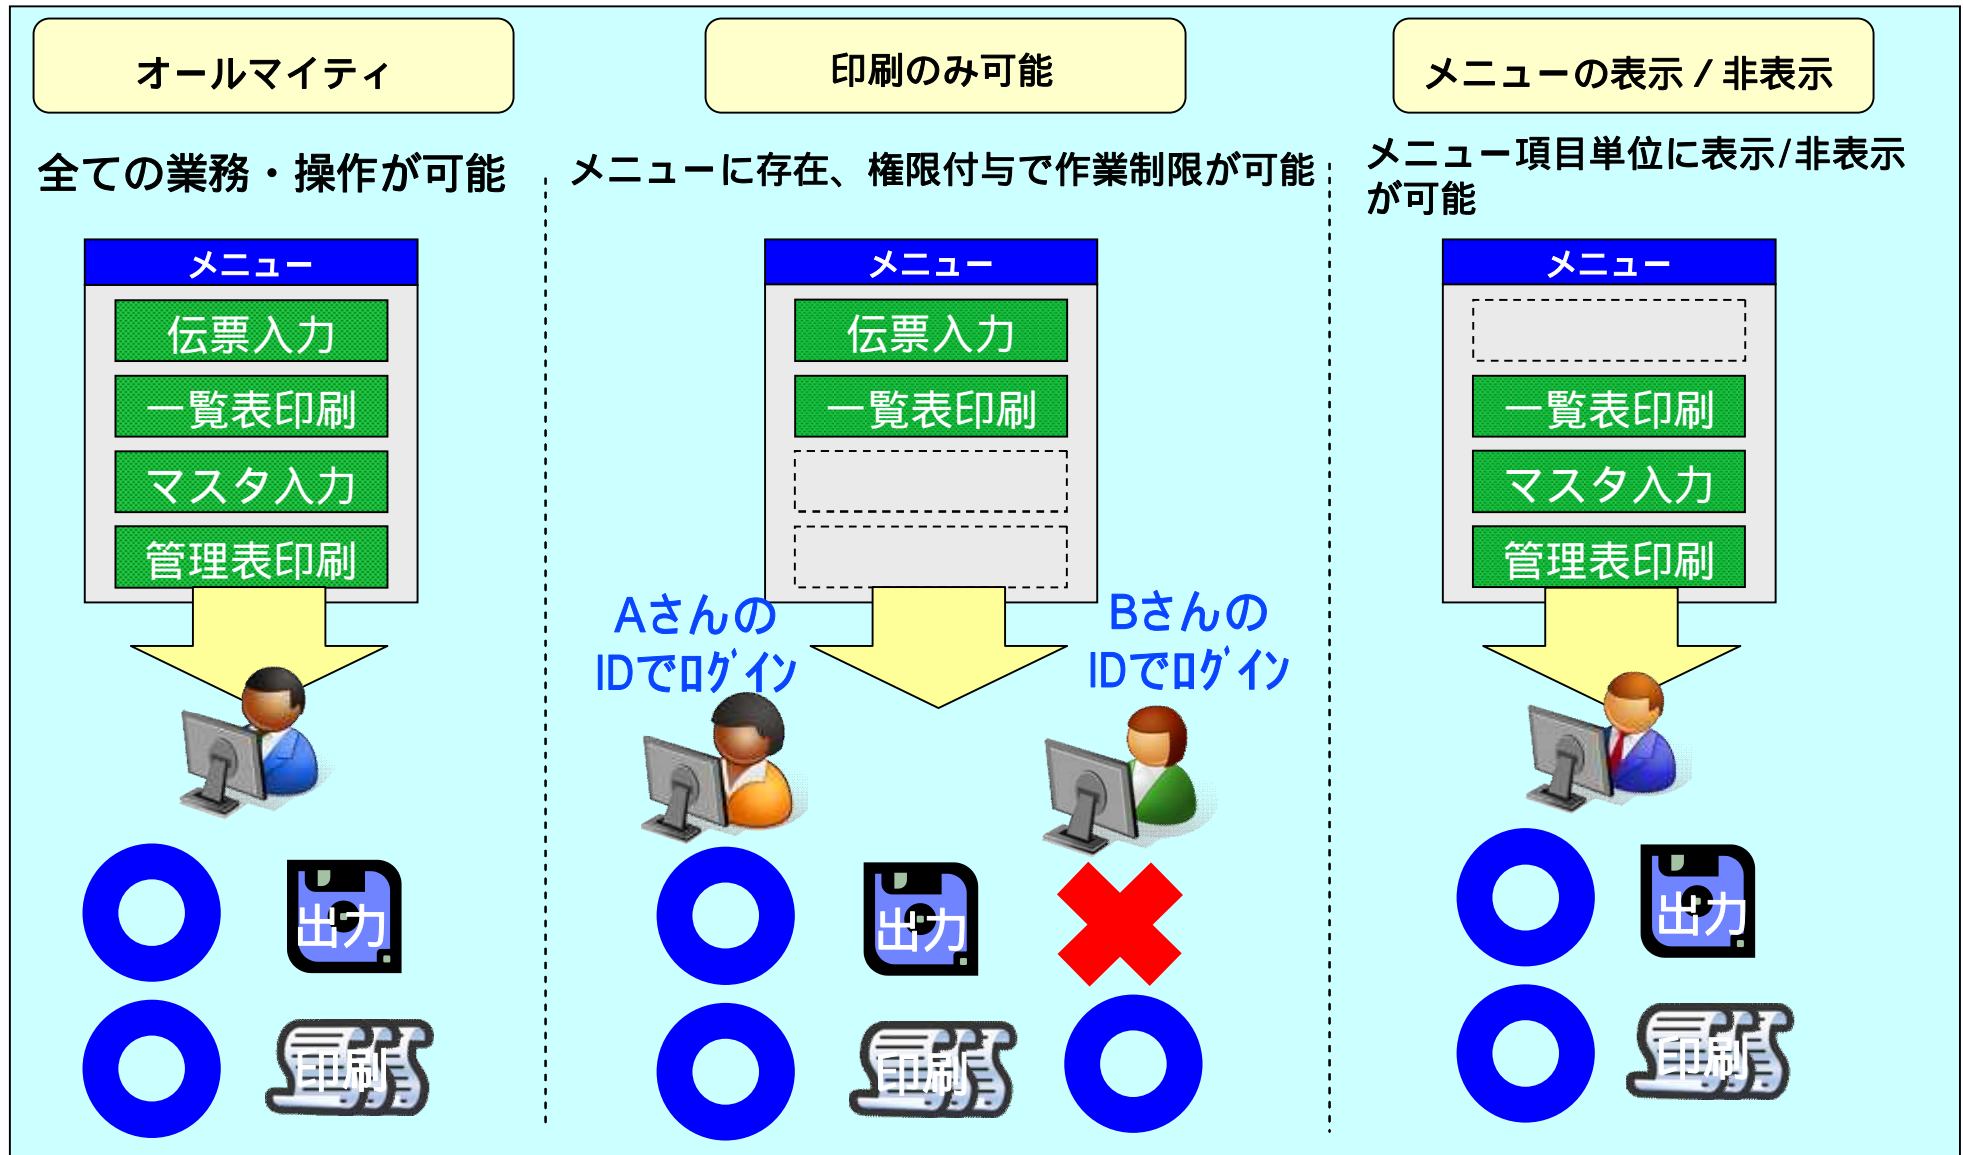 オールマイティ
全ての業務・操作が可能
メニュー
伝票入力
一覧表印刷
マスタ入力
管理表印刷
出力
印刷
印刷のみ可能
メニューに存在、権限付与で作業制限が可能
メニュー
伝票入力
一覧表印刷
Aさんの
IDでﾛｸﾞｲﾝ
Bさんの
IDでﾛｸﾞｲﾝ
出力
印刷
メニューの表示 / 非表示
メニュー項目単位に表示/非表示
が可能
メニュー
一覧表印刷
マスタ入力
管理表印刷
出力
印刷